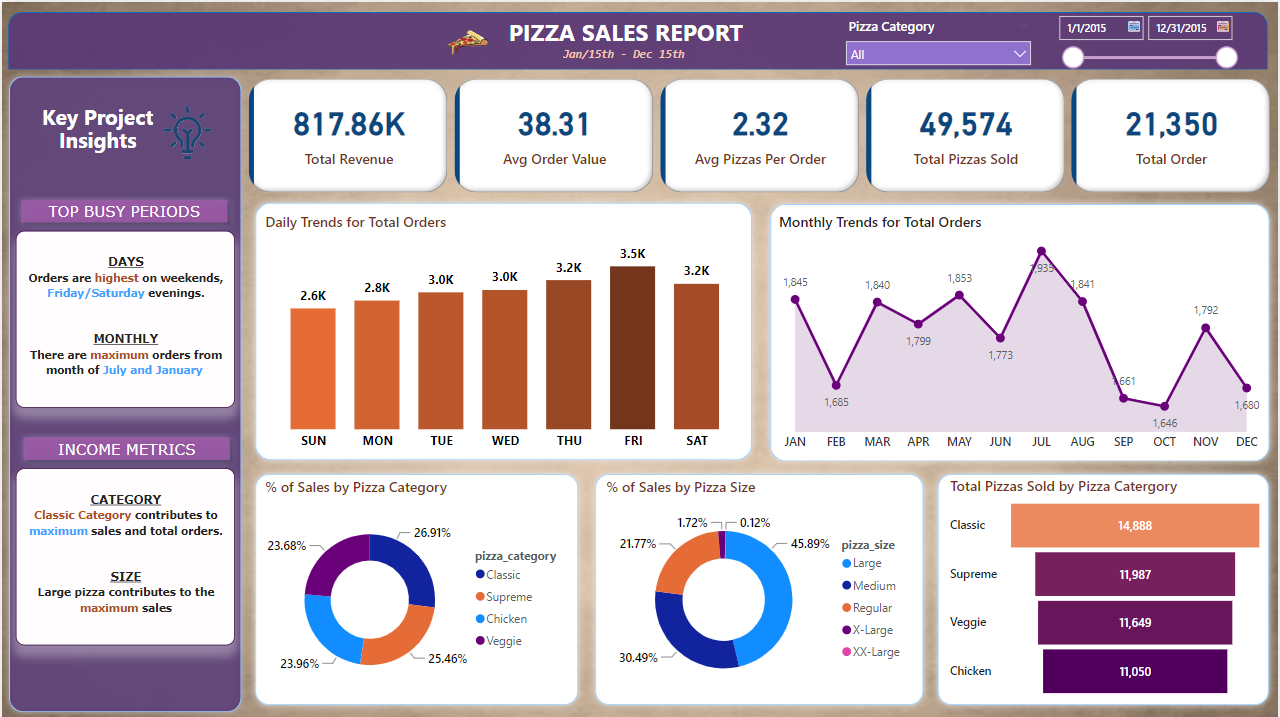 PIZZA SALES REPORT
Jan/15th - Dec 15th
Pizza Category
All
1/1/2015
12/31/2015
Key Project
Insights
TOP BUSY PERIODS
DAYS
Orders are highest on weekends,
Friday/Saturday evenings.
MONTHLY
There are maximum orders from
month of July and January
INCOME METRICS
CATEGORY
Classic Category contributes to
maximum sales and total orders.
SIZE
Large pizza contributes to the
maximum sales
817.86K
Total Revenue
38.31
Avg Order Value
2.32
Avg Pizzas Per Order
49,574
Total Pizzas Sold
21,350
Total Order
Daily Trends for Total Orders
2.6K
2.8K
3.0K
3.0K
3.2K
3.5K
3.2K
SUN MON TUE WED THU FRI SAT
Monthly Trends for Total Orders
1,845
1,685
1,840
1,799
1,853
1,773
1,935
1,841
1,661
1,646
1,792
1,680
JAN FEB MAR APR MAY JUN JUL AUG SEP OCT NOV DEC
% of Sales by Pizza Category
26.91%
25.46%
23.96%
23.68%
pizza_category
Classic
Supreme
Chicken
Veggie
% of Sales by Pizza Size
1.72%
0.12%
21.77%
45.89%
30.49%
pizza_size
Large
Medium
Regular
X-Large
XX-Large
Total Pizzas Sold by Pizza Catergory
Classic 14,888
Supreme 11,987
Veggie 11,649
Chicken 11,050